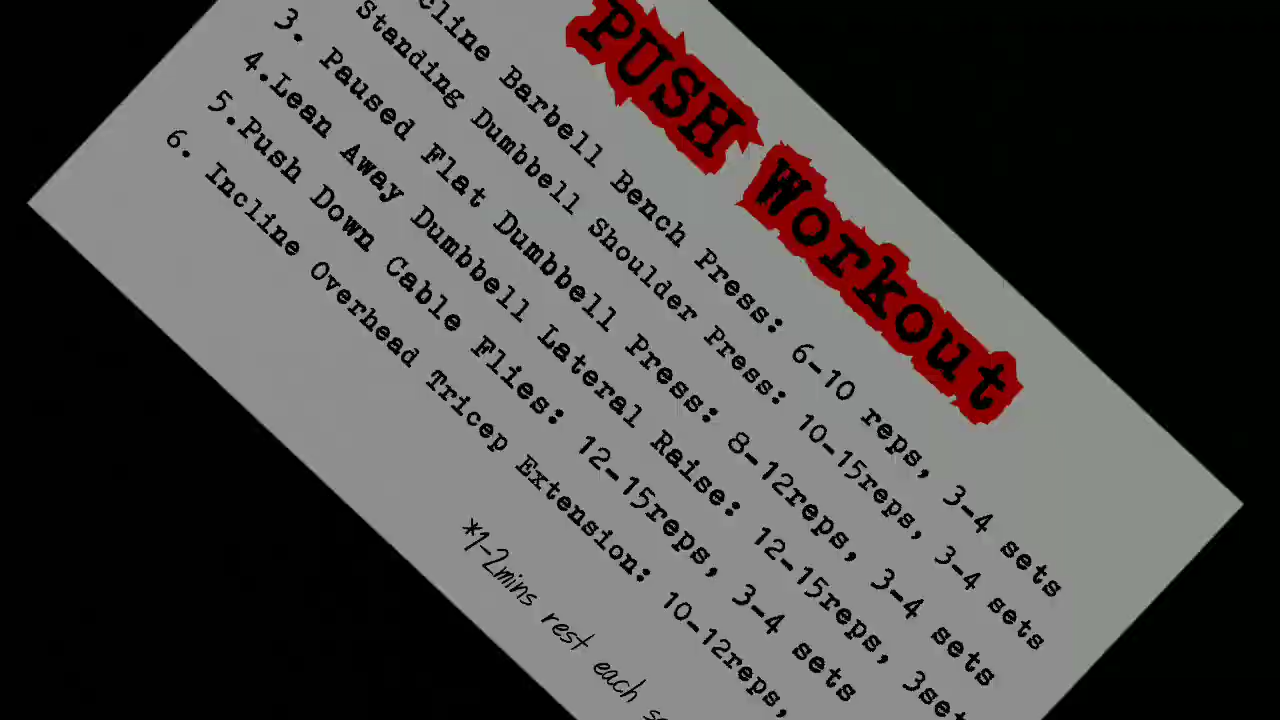 PUSH Workout
cline Barbell Bench Press: 6-10 reps, 3-4 sets
Standing Dumbbell Shoulder Press: 10-15reps, 3-4 sets
3. Paused Flat Dumbbell Press: 8-12reps, 3-4 sets
4.Lean Away Dumbbell Lateral Raise: 12-15reps, 3set
5.Push Down Cable Flies: 12-15reps, 3-4 sets
6. Incline Overhead Tricep Extension: 10-12reps,
*1-2mins rest each se